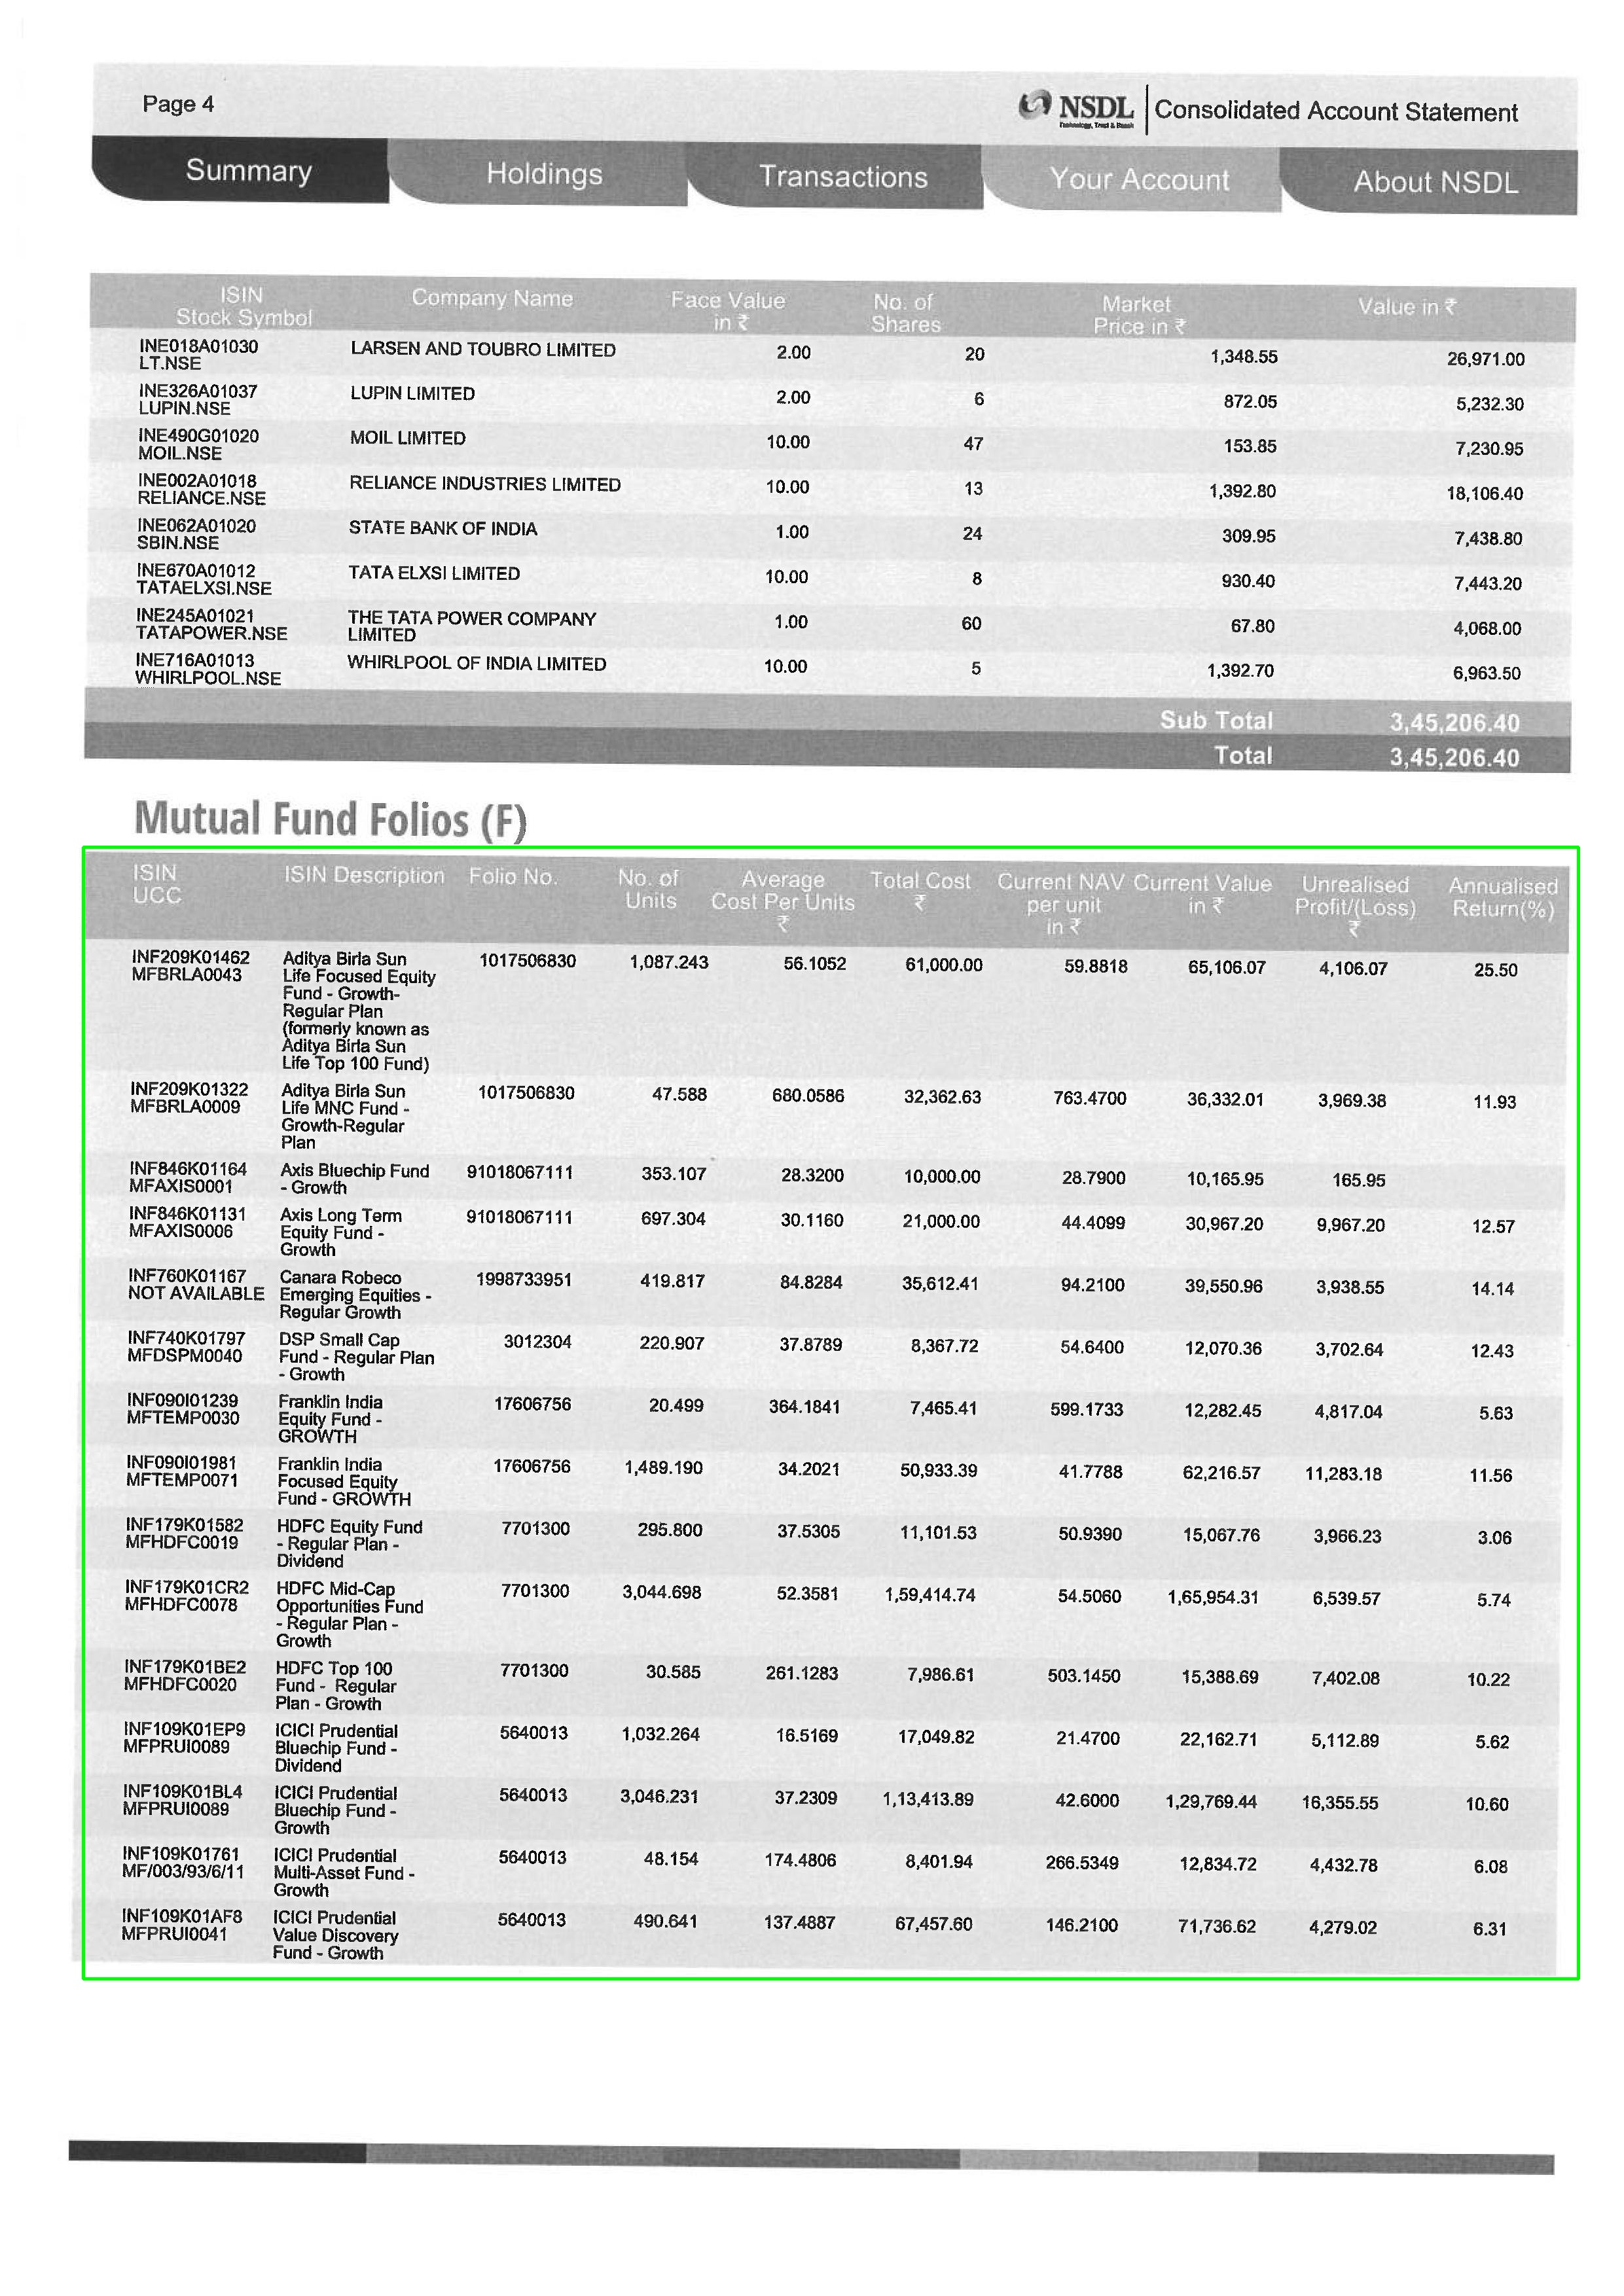 Page 4
NSDL Consolidated Account Statement
Technology, Trust & Reach
Summary Holdings Transactions Your Account About NSDL
ISIN Company Name Face Value No. of Market Value in ₹
Stock Symbol in ₹ Shares Price in ₹
INE018A01030 LARSEN AND TOUBRO LIMITED 2.00 20 1,348.55 26,971.00
LT.NSE
INE326A01037 LUPIN LIMITED 2.00 6 872.05 5,232.30
LUPIN.NSE
INE490G01020 MOIL LIMITED 10.00 47 153.85 7,230.95
MOIL.NSE
INE002A01018 RELIANCE INDUSTRIES LIMITED 10.00 13 1,392.80 18,106.40
RELIANCE.NSE
INE062A01020 STATE BANK OF INDIA 1.00 24 309.95 7,438.80
SBIN.NSE
INE670A01012 TATA ELXSI LIMITED 10.00 8 930.40 7,443.20
TATAELXSI.NSE
INE245A01021 THE TATA POWER COMPANY 1.00 60 67.80 4,068.00
TATAPOWER.NSE LIMITED
INE716A01013 WHIRLPOOL OF INDIA LIMITED 10.00 5 1,392.70 6,963.50
WHIRLPOOL.NSE
Sub Total 3,45,206.40
Total 3,45,206.40
Mutual Fund Folios (F)
ISIN ISIN Description Folio No. No. of Average Total Cost Current NAV Current Value Unrealised Annualised
UCC Units Cost Per Units ₹ per unit in ₹ Profit/(Loss) Return(%)
₹ in ₹ ₹
INF209K01462 Aditya Birla Sun 1017506830 1,087.243 56.1052 61,000.00 59.8818 65,106.07 4,106.07 25.50
MFBRLA0043 Life Focused Equity
Fund - Growth-
Regular Plan
(formerly known as
Aditya Birla Sun
Life Top 100 Fund)
INF209K01322 Aditya Birla Sun 1017506830 47.588 680.0586 32,362.63 763.4700 36,332.01 3,969.38 11.93
MFBRLA0009 Life MNC Fund -
Growth-Regular
Plan
INF846K01164 Axis Bluechip Fund 91018067111 353.107 28.3200 10,000.00 28.7900 10,165.95 165.95
MFAXIS0001 - Growth
INF846K01131 Axis Long Term 91018067111 697.304 30.1160 21,000.00 44.4099 30,967.20 9,967.20 12.57
MFAXIS0006 Equity Fund -
Growth
INF760K01167 Canara Robeco 1998733951 419.817 84.8284 35,612.41 94.2100 39,550.96 3,938.55 14.14
NOT AVAILABLE Emerging Equities -
Regular Growth
INF740K01797 DSP Small Cap 3012304 220.907 37.8789 8,367.72 54.6400 12,070.36 3,702.64 12.43
MFDSPM0040 Fund - Regular Plan
- Growth
INF090I01239 Franklin India 17606756 20.499 364.1841 7,465.41 599.1733 12,282.45 4,817.04 5.63
MFTEMP0030 Equity Fund -
GROWTH
INF090I01981 Franklin India 17606756 1,489.190 34.2021 50,933.39 41.7788 62,216.57 11,283.18 11.56
MFTEMP0071 Focused Equity
Fund - GROWTH
INF179K01582 HDFC Equity Fund 7701300 295.800 37.5305 11,101.53 50.9390 15,067.76 3,966.23 3.06
MFHDFC0019 - Regular Plan -
Dividend
INF179K01CR2 HDFC Mid-Cap 7701300 3,044.698 52.3581 1,59,414.74 54.5060 1,65,954.31 6,539.57 5.74
MFHDFC0078 Opportunities Fund
- Regular Plan -
Growth
INF179K01BE2 HDFC Top 100 7701300 30.585 261.1283 7,986.61 503.1450 15,388.69 7,402.08 10.22
MFHDFC0020 Fund - Regular
Plan - Growth
INF109K01EP9 ICICI Prudential 5640013 1,032.264 16.5169 17,049.82 21.4700 22,162.71 5,112.89 5.62
MFPRUI0089 Bluechip Fund -
Dividend
INF109K01BL4 ICICI Prudential 5640013 3,046.231 37.2309 1,13,413.89 42.6000 1,29,769.44 16,355.55 10.60
MFPRUI0089 Bluechip Fund -
Growth
INF109K01761 ICICI Prudential 5640013 48.154 174.4806 8,401.94 266.5349 12,834.72 4,432.78 6.08
MF/003/93/6/11 Multi-Asset Fund -
Growth
INF109K01AF8 ICICI Prudential 5640013 490.641 137.4887 67,457.60 146.2100 71,736.62 4,279.02 6.31
MFPRUI0041 Value Discovery
Fund - Growth